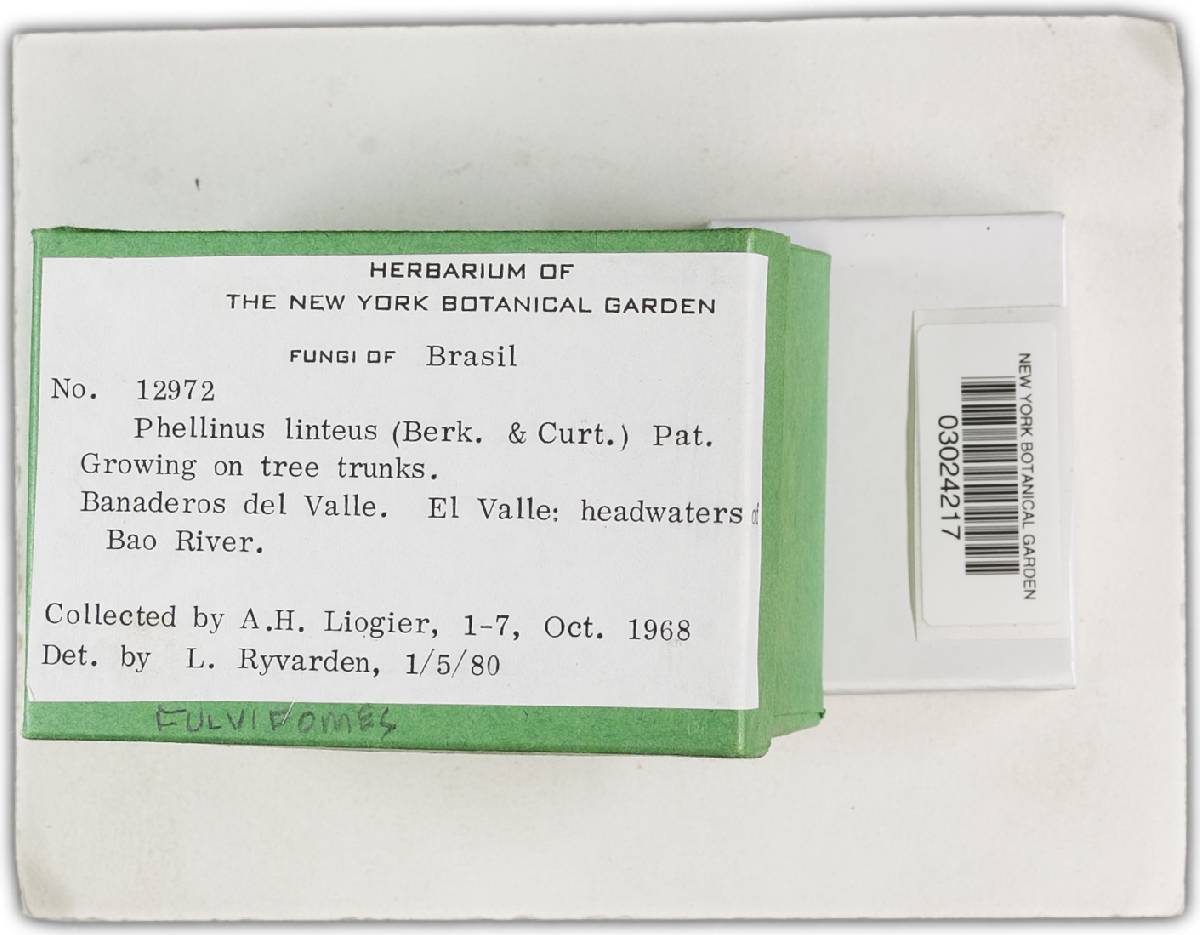 HERBARIUM OF
THE NEW YORK BOTANICAL GARDEN
FUNGI OF Brasil
No. 12972
Phellinus linteus (Berk. & Curt.) Pat.
Growing on tree trunks.
Banaderos del Valle. El Valle: headwaters of
Bao River.
Collected by A.H. Liogier, 1-7, Oct. 1968
Det. by L. Ryvarden, 1/5/80
FULVIFOMES
NEW YORK BOTANICAL GARDEN
03024217